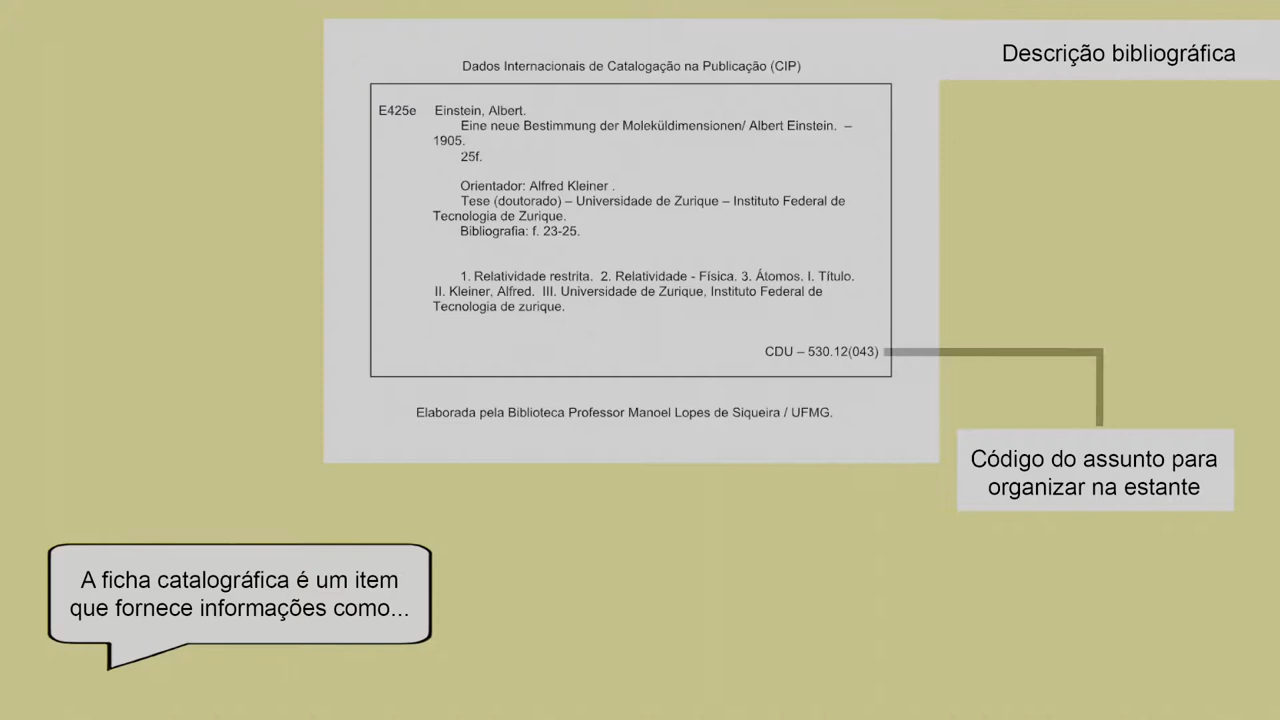 Descrição bibliográfica
Dados Internacionais de Catalogação na Publicação (CIP)
E425e Einstein, Albert.
Eine neue Bestimmung der Moleküldimensionen/ Albert Einstein. –
1905.
25f.
Orientador: Alfred Kleiner .
Tese (doutorado) – Universidade de Zurique – Instituto Federal de
Tecnologia de Zurique.
Bibliografia: f. 23-25.
1. Relatividade restrita. 2. Relatividade - Física. 3. Átomos. I. Título.
II. Kleiner, Alfred. III. Universidade de Zurique, Instituto Federal de
Tecnologia de zurique.
CDU – 530.12(043)
Elaborada pela Biblioteca Professor Manoel Lopes de Siqueira / UFMG.
Código do assunto para
organizar na estante
A ficha catalográfica é um item
que fornece informações como...